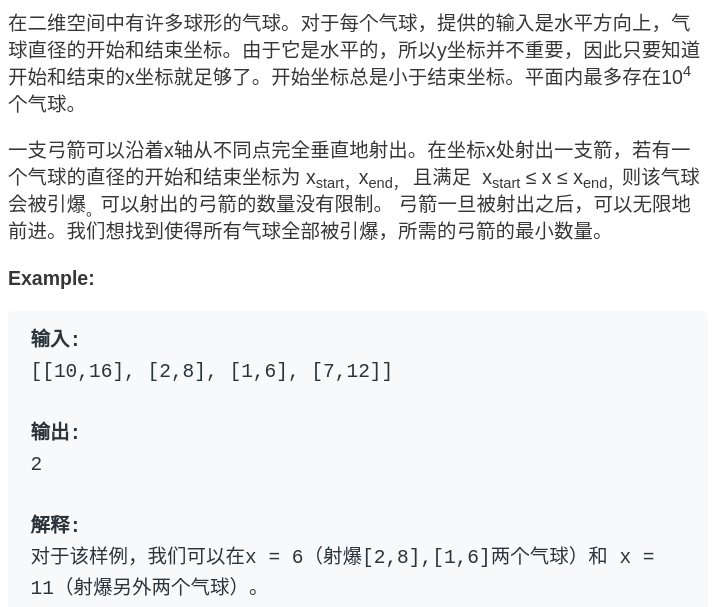 在二维空间中有许多球形的气球。对于每个气球，提供的输入是水平方向上，气
球直径的开始和结束坐标。由于它是水平的，所以y坐标并不重要，因此只要知道
开始和结束的x坐标就足够了。开始坐标总是小于结束坐标。平面内最多存在10⁴
个气球。
一支弓箭可以沿着x轴从不同点完全垂直地射出。在坐标x处射出一支箭，若有一
个气球的直径的开始和结束坐标为 xstart，xend， 且满足  xstart ≤ x ≤ xend，则该气球
会被引爆。可以射出的弓箭的数量没有限制。 弓箭一旦被射出之后，可以无限地
前进。我们想找到使得所有气球全部被引爆，所需的弓箭的最小数量。
Example:
输入:
[[10,16], [2,8], [1,6], [7,12]]
输出:
2
解释:
对于该样例，我们可以在x = 6（射爆[2,8],[1,6]两个气球）和 x =
11（射爆另外两个气球）。